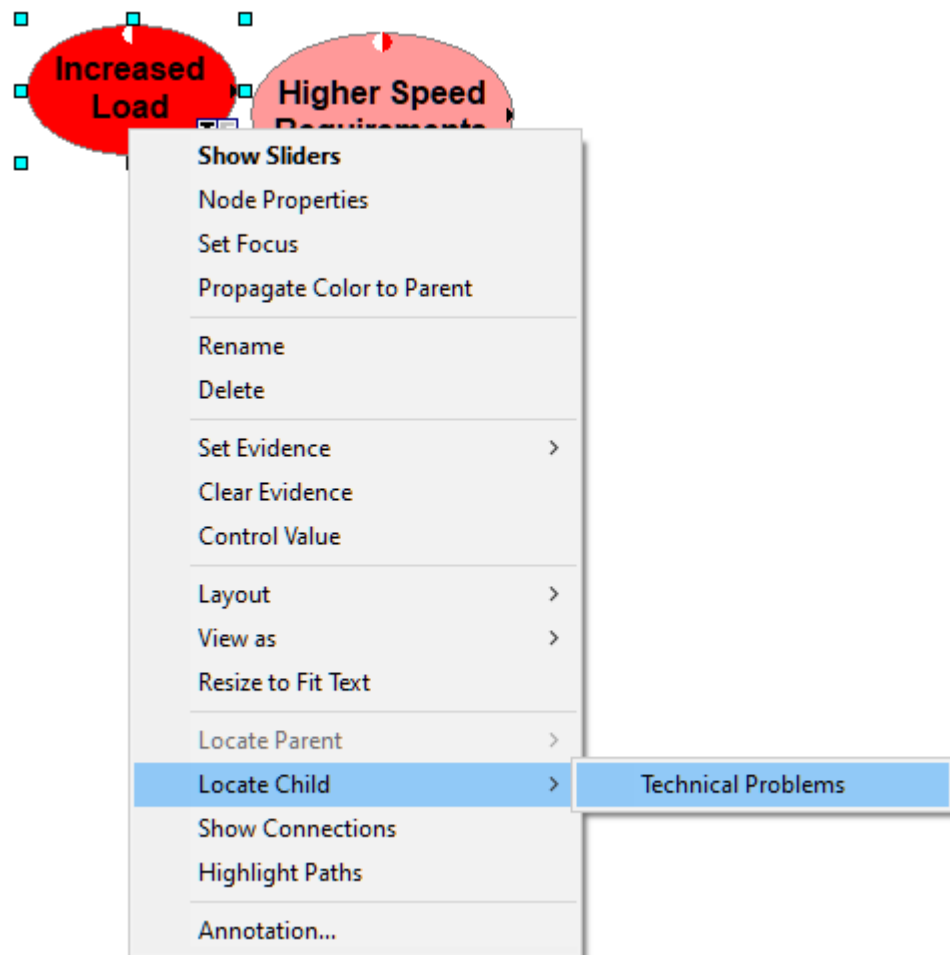 Increased
Load
Higher Speed
Requirements
Show Sliders
Node Properties
Set Focus
Propagate Color to Parent
Rename
Delete
Set Evidence
Clear Evidence
Control Value
Layout
View as
Resize to Fit Text
Locate Parent
Locate Child
Technical Problems
Show Connections
Highlight Paths
Annotation...